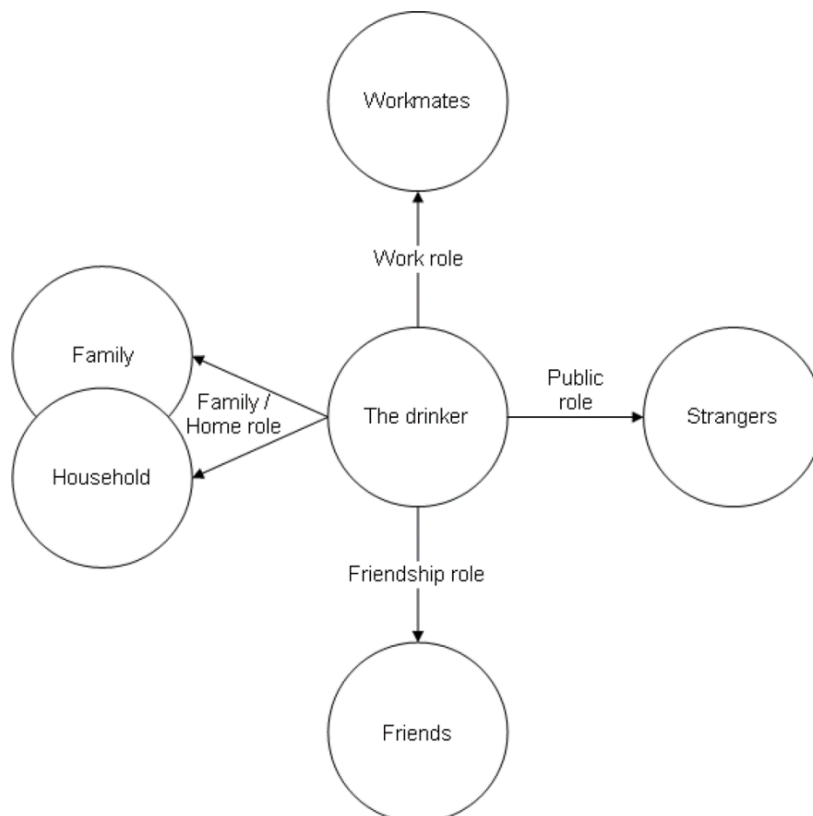 Workmates
Work role
Family
Family /
Home role
Household
The drinker
Public
role
Strangers
Friendship role
Friends